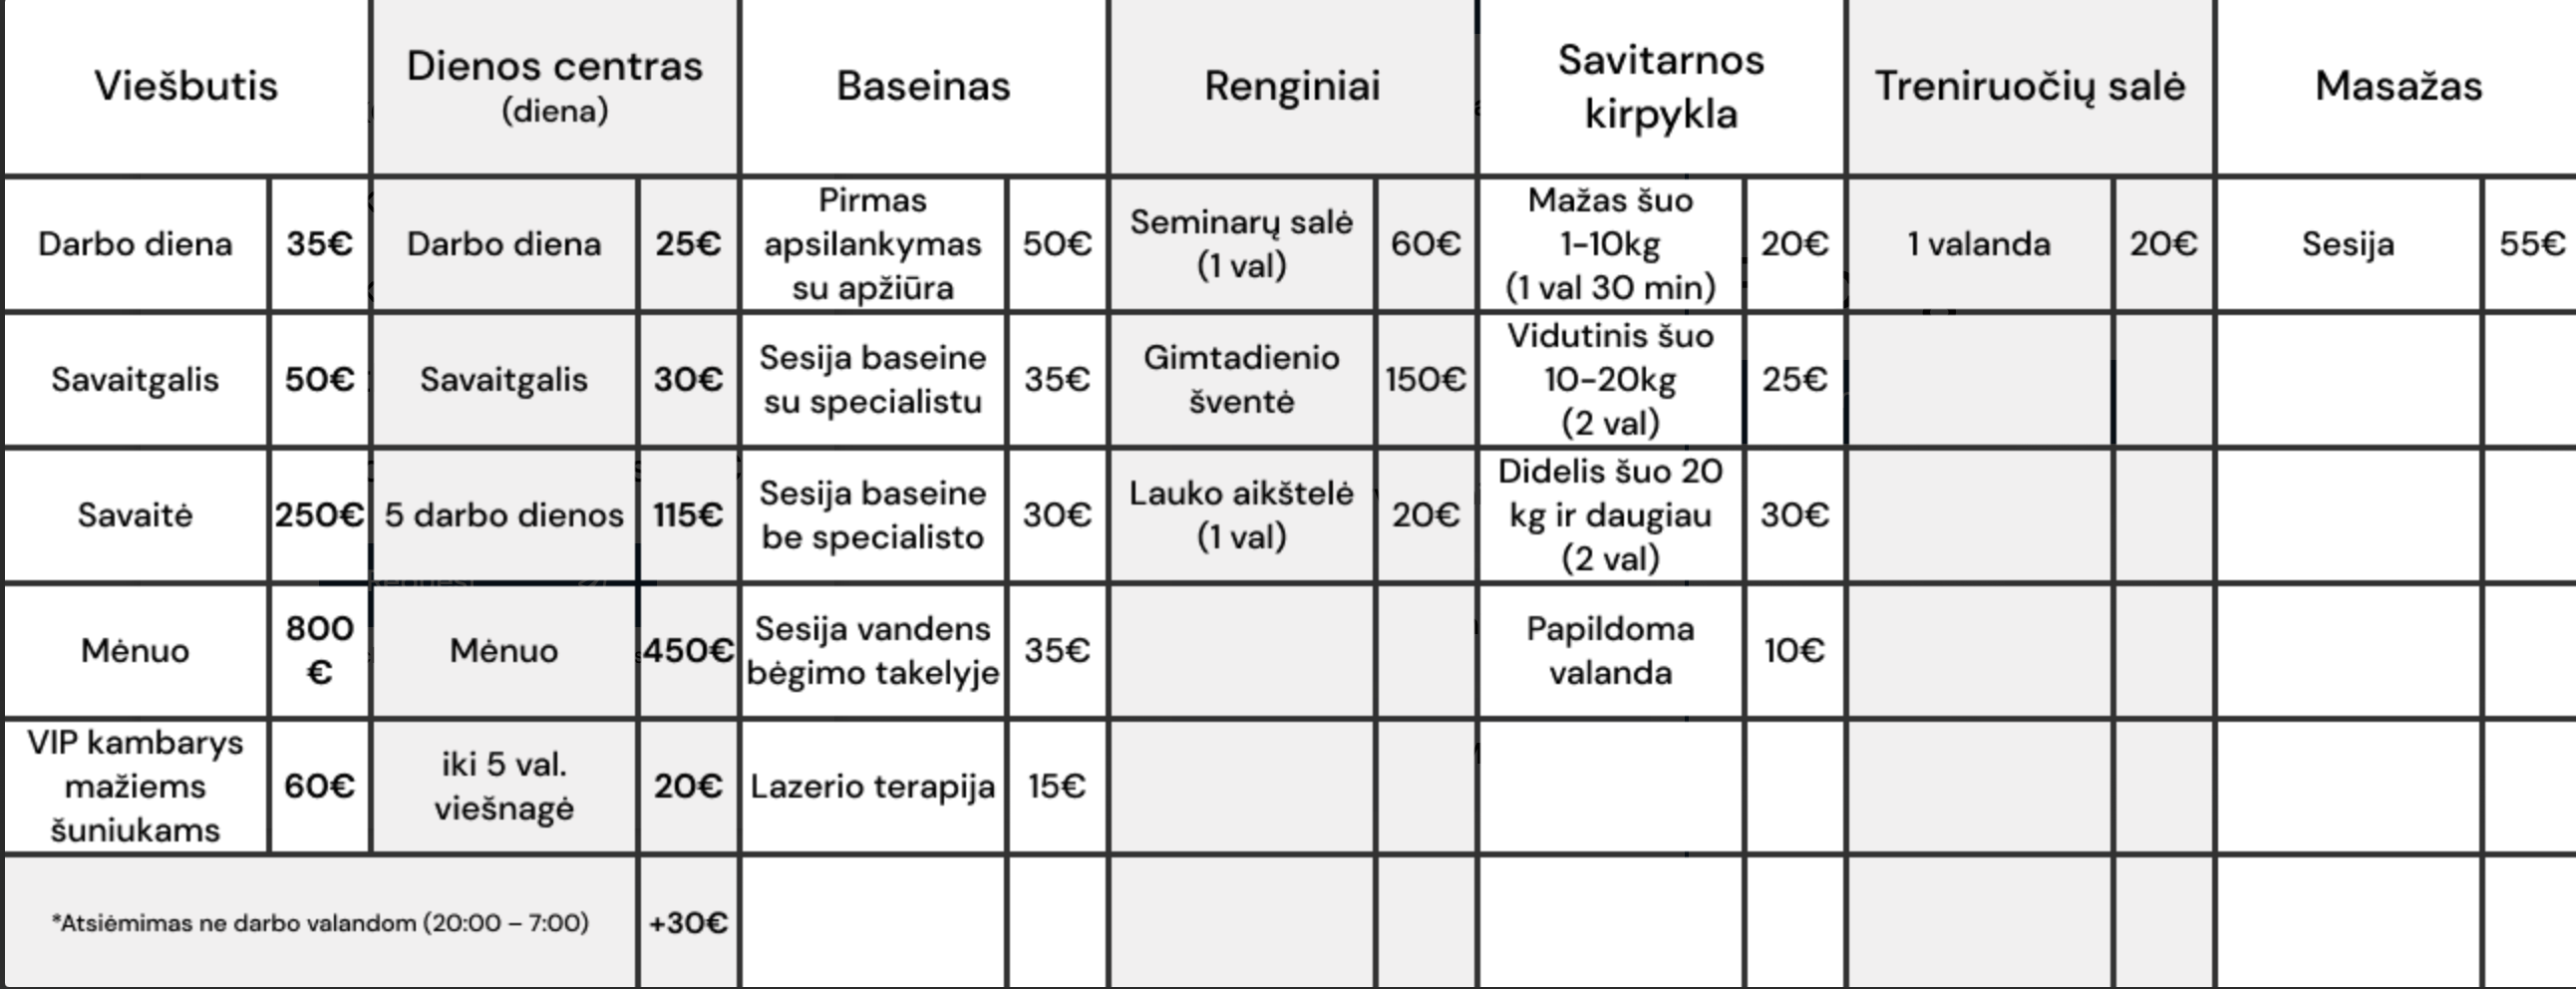 Viešbutis
Dienos centras
(diena)
Baseinas
Renginiai
Savitarnos
kirpykla
Treniruočių salė
Masažas
Darbo diena
35€
Darbo diena
25€
Pirmas
apsilankymas
su apžiūra
50€
Seminarų salė
(1 val)
60€
Mažas šuo
1-10kg
(1 val 30 min)
20€
1 valanda
20€
Sesija
55€
Savaitgalis
50€
Savaitgalis
30€
Sesija baseine
su specialistu
35€
Gimtadienio
šventė
150€
Vidutinis šuo
10-20kg
(2 val)
25€
Savaitė
250€
5 darbo dienos
115€
Sesija baseine
be specialisto
30€
Lauko aikštelė
(1 val)
20€
Didelis šuo 20
kg ir daugiau
(2 val)
30€
Mėnuo
800
€
Mėnuo
450€
Sesija vandens
bėgimo takelyje
35€
Papildoma
valanda
10€
VIP kambarys
mažiems
šuniukams
60€
iki 5 val.
viešnagė
20€
Lazerio terapija
15€
*Atsiėmimas ne darbo valandom (20:00 – 7:00)
+30€